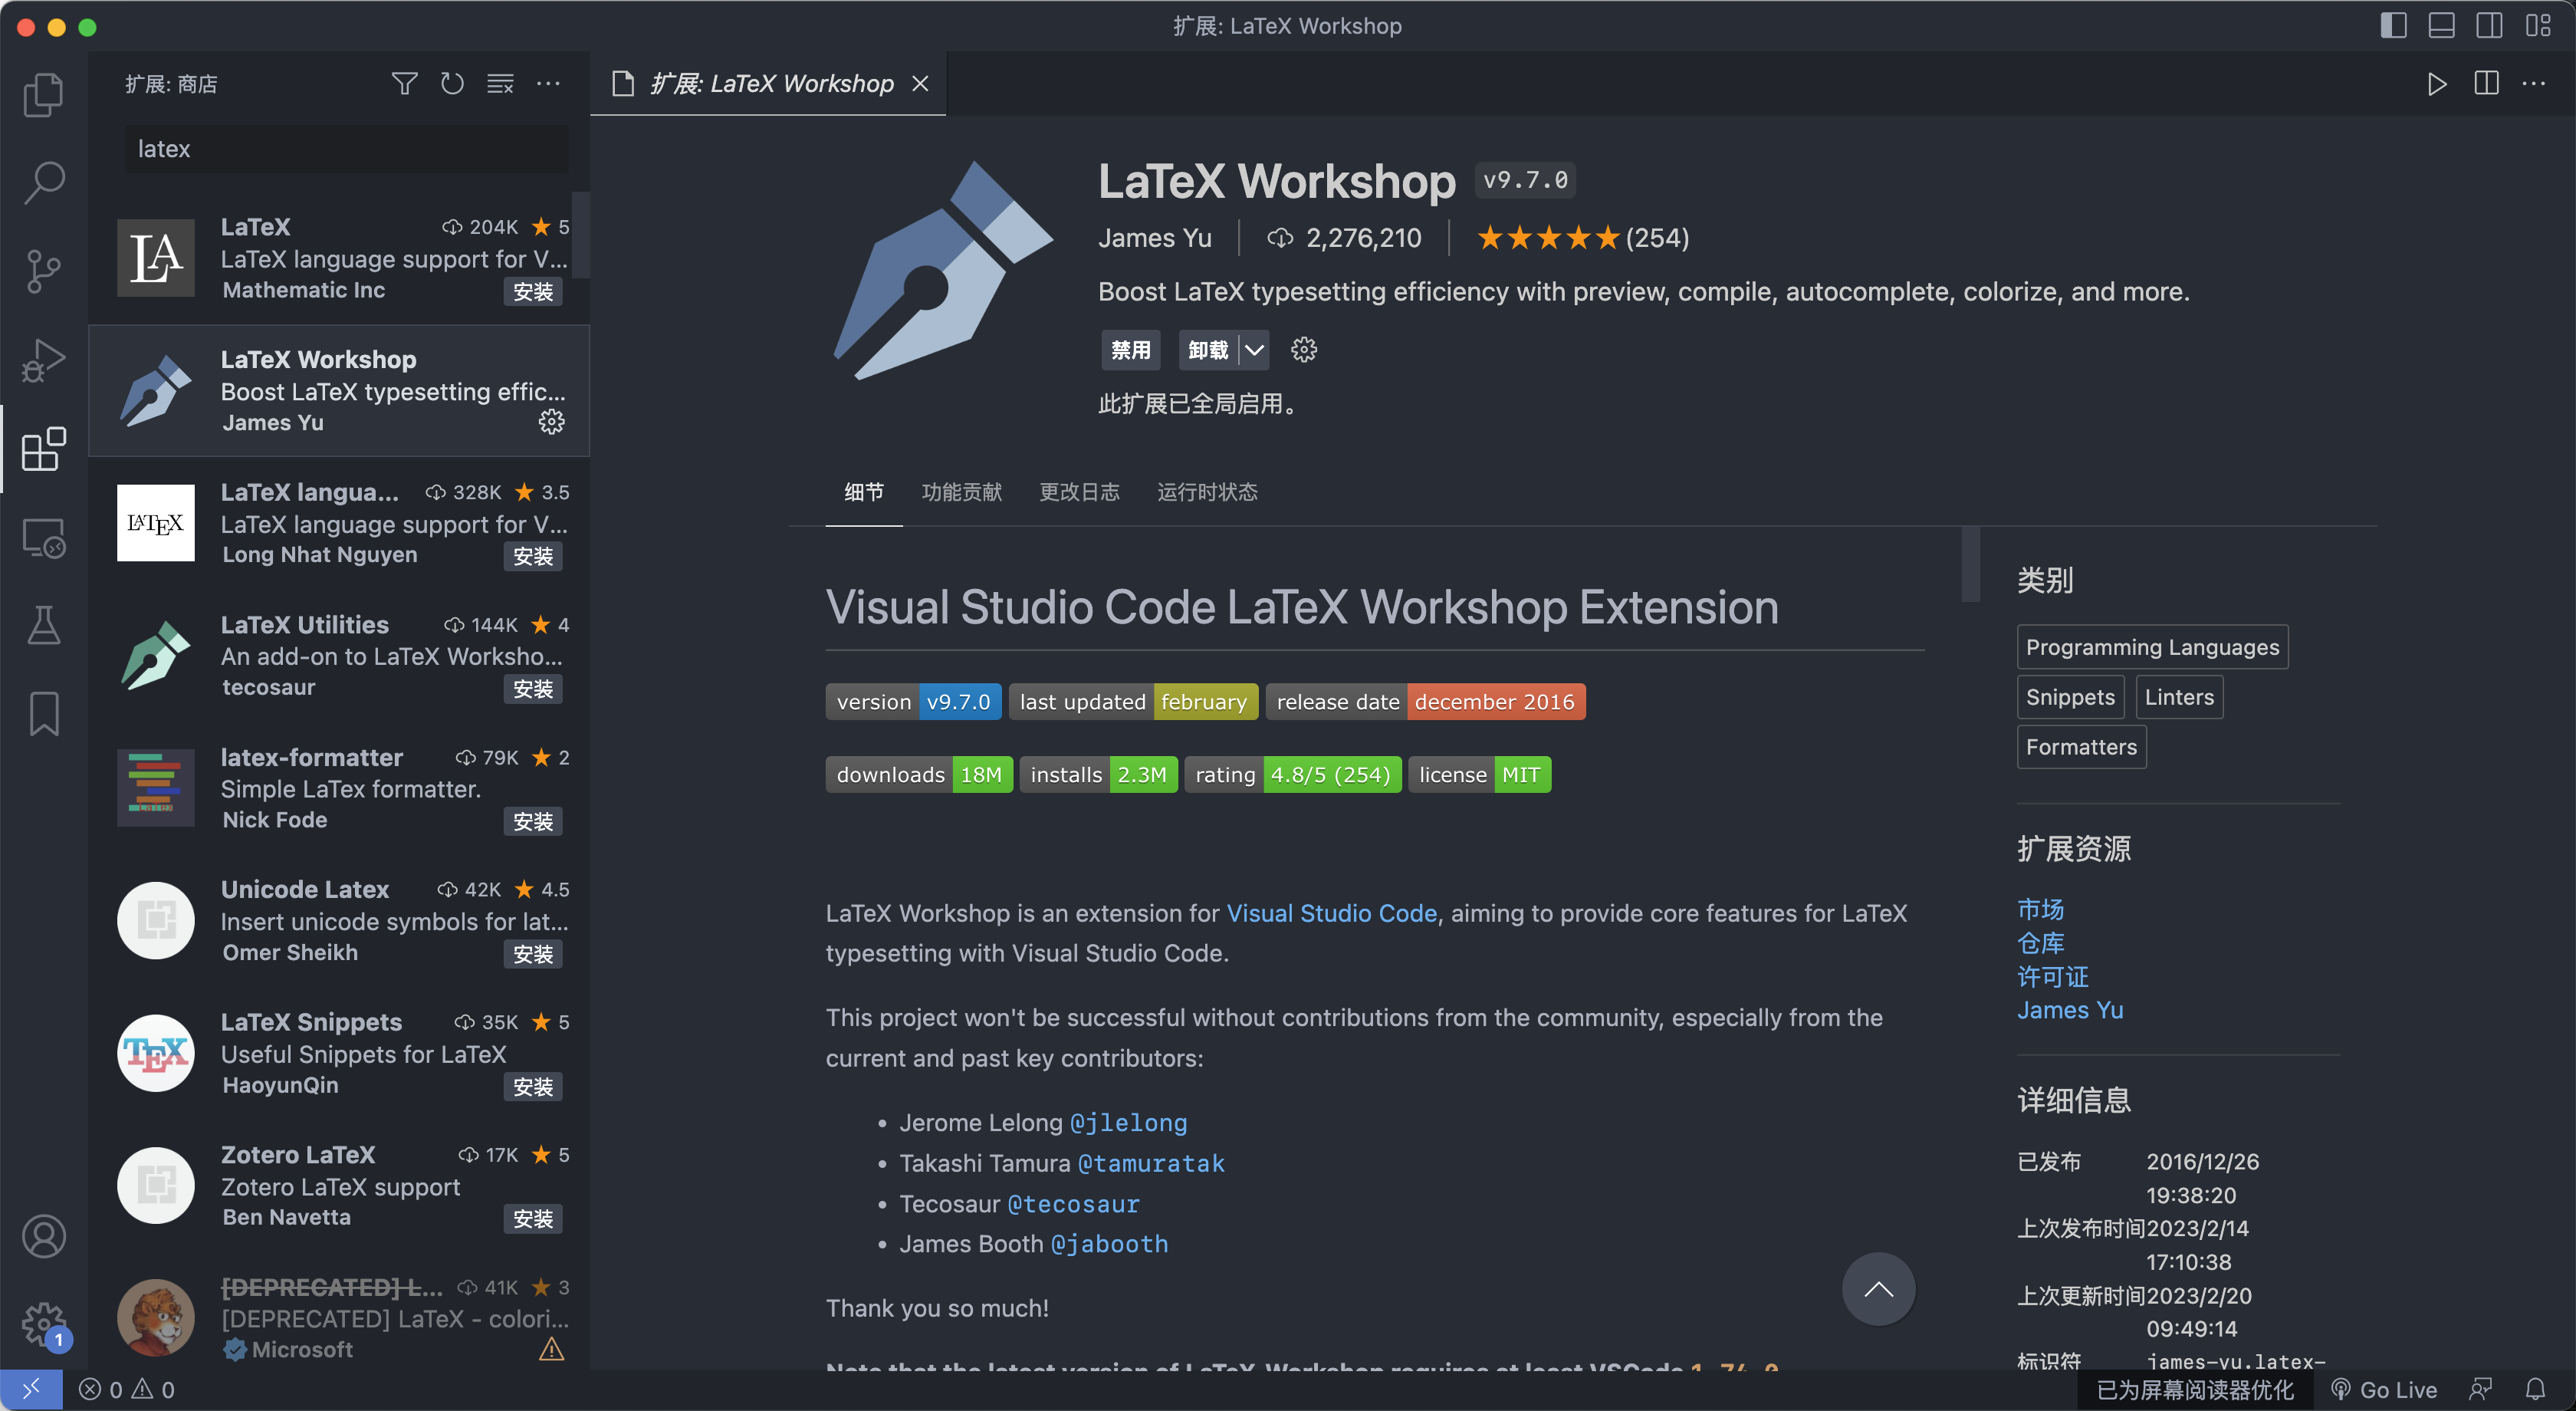 扩展: LaTeX Workshop
扩展: 商店
latex
LaTeX 204K ★ 5
LaTeX language support for V...
Mathematic Inc 安装
LaTeX Workshop
Boost LaTeX typesetting effic...
James Yu
LaTeX langua... 328K ★ 3.5
LaTeX language support for V...
Long Nhat Nguyen 安装
LaTeX Utilities 144K ★ 4
An add-on to LaTeX Worksho...
tecosaur 安装
latex-formatter 79K ★ 2
Simple LaTex formatter.
Nick Fode 安装
Unicode Latex 42K ★ 4.5
Insert unicode symbols for lat...
Omer Sheikh 安装
LaTeX Snippets 35K ★ 5
Useful Snippets for LaTeX
HaoyunQin 安装
Zotero LaTeX 17K ★ 5
Zotero LaTeX support
Ben Navetta 安装
[DEPRECATED] L... 41K ★ 3
[DEPRECATED] LaTeX - colori...
Microsoft
1
扩展: LaTeX Workshop
LaTeX Workshop v9.7.0
James Yu 2,276,210 ★★★★★(254)
Boost LaTeX typesetting efficiency with preview, compile, autocomplete, colorize, and more.
禁用 卸载
此扩展已全局启用。
细节 功能贡献 更改日志 运行时状态
Visual Studio Code LaTeX Workshop Extension
version v9.7.0 last updated february release date december 2016
downloads 18M installs 2.3M rating 4.8/5 (254) license MIT
LaTeX Workshop is an extension for Visual Studio Code, aiming to provide core features for LaTeX
typesetting with Visual Studio Code.
This project won't be successful without contributions from the community, especially from the
current and past key contributors:
• Jerome Lelong @jlelong
• Takashi Tamura @tamuratak
• Tecosaur @tecosaur
• James Booth @jabooth
Thank you so much!
Note that the latest version of LaTeX-Workshop requires at least VSCode 1.74.0
类别
Programming Languages
Snippets Linters
Formatters
扩展资源
市场
仓库
许可证
James Yu
详细信息
已发布 2016/12/26
19:38:20
上次发布时间 2023/2/14
17:10:38
上次更新时间 2023/2/20
09:49:14
标识符 james-yu.latex-
0 0
已为屏幕阅读器优化 Go Live